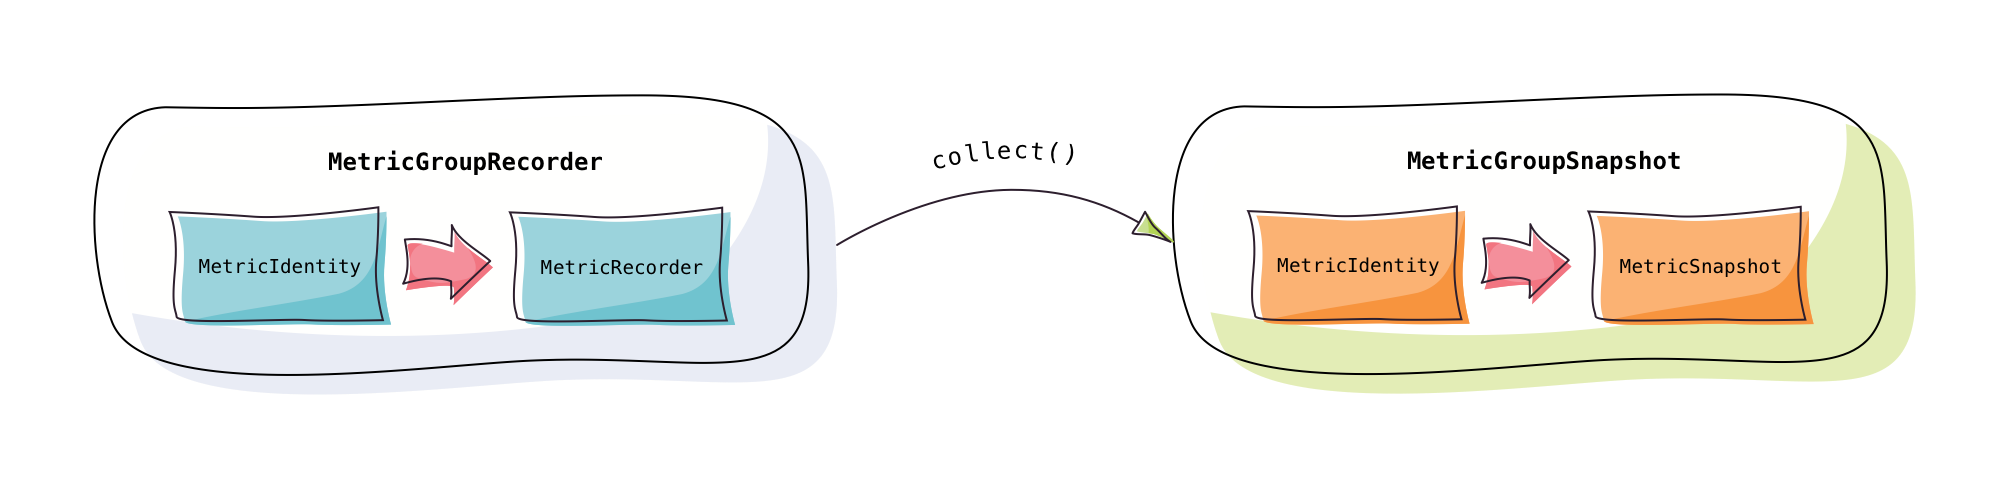 MetricGroupRecorder
MetricIdentity
MetricRecorder
collect()
MetricGroupSnapshot
MetricIdentity
MetricSnapshot